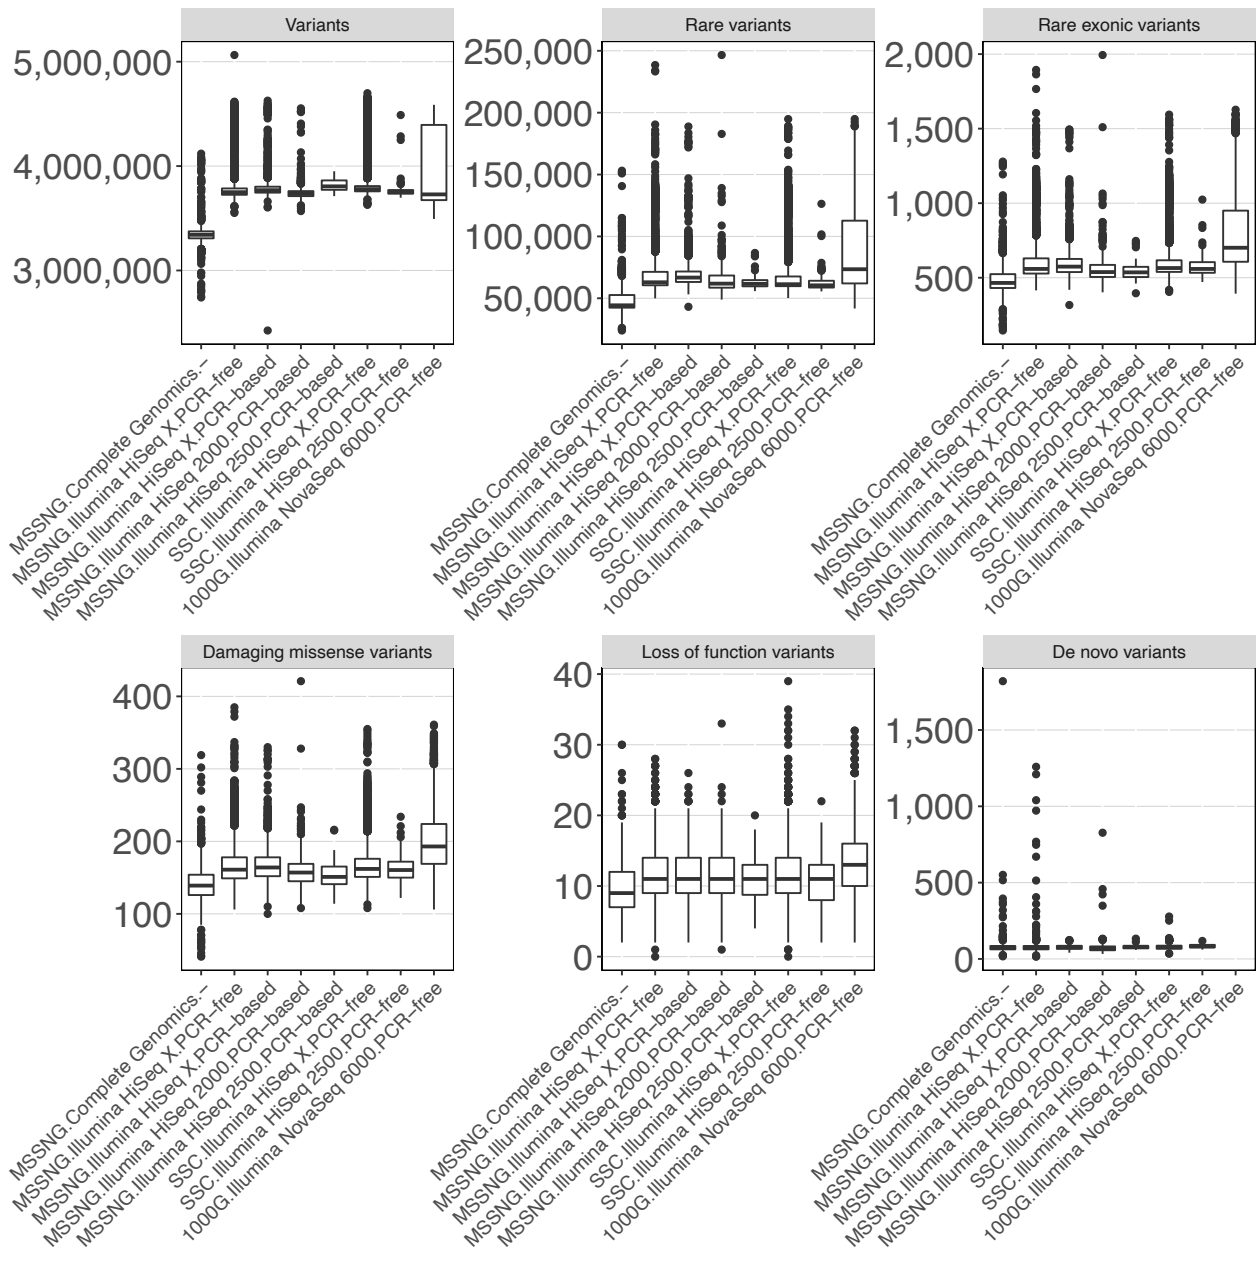 Variants
Rare variants
Rare exonic variants
5,000,000
4,000,000
3,000,000
250,000
200,000
150,000
100,000
50,000
2,000
1,500
1,000
500
MSSNG.Complete Genomics.–
MSSNG.Illumina HiSeq X.PCR–free
MSSNG.Illumina HiSeq X.PCR–based
MSSNG.Illumina HiSeq 2000.PCR–based
MSSNG.Illumina HiSeq 2500.PCR–based
SSC.Illumina HiSeq X.PCR–free
SSC.Illumina HiSeq 2500.PCR–free
1000G.Illumina NovaSeq 6000.PCR–free
MSSNG.Complete Genomics.–
MSSNG.Illumina HiSeq X.PCR–free
MSSNG.Illumina HiSeq X.PCR–based
MSSNG.Illumina HiSeq 2000.PCR–based
MSSNG.Illumina HiSeq 2500.PCR–based
SSC.Illumina HiSeq X.PCR–free
SSC.Illumina HiSeq 2500.PCR–free
1000G.Illumina NovaSeq 6000.PCR–free
MSSNG.Complete Genomics.–
MSSNG.Illumina HiSeq X.PCR–free
MSSNG.Illumina HiSeq X.PCR–based
MSSNG.Illumina HiSeq 2000.PCR–based
MSSNG.Illumina HiSeq 2500.PCR–based
SSC.Illumina HiSeq X.PCR–free
SSC.Illumina HiSeq 2500.PCR–free
1000G.Illumina NovaSeq 6000.PCR–free
Damaging missense variants
Loss of function variants
De novo variants
400
300
200
100
40
30
20
10
0
1,500
1,000
500
0
MSSNG.Complete Genomics.–
MSSNG.Illumina HiSeq X.PCR–free
MSSNG.Illumina HiSeq X.PCR–based
MSSNG.Illumina HiSeq 2000.PCR–based
MSSNG.Illumina HiSeq 2500.PCR–based
SSC.Illumina HiSeq X.PCR–free
SSC.Illumina HiSeq 2500.PCR–free
1000G.Illumina NovaSeq 6000.PCR–free
MSSNG.Complete Genomics.–
MSSNG.Illumina HiSeq X.PCR–free
MSSNG.Illumina HiSeq X.PCR–based
MSSNG.Illumina HiSeq 2000.PCR–based
MSSNG.Illumina HiSeq 2500.PCR–based
SSC.Illumina HiSeq X.PCR–free
SSC.Illumina HiSeq 2500.PCR–free
1000G.Illumina NovaSeq 6000.PCR–free
MSSNG.Complete Genomics.–
MSSNG.Illumina HiSeq X.PCR–free
MSSNG.Illumina HiSeq X.PCR–based
MSSNG.Illumina HiSeq 2000.PCR–based
MSSNG.Illumina HiSeq 2500.PCR–based
SSC.Illumina HiSeq X.PCR–free
SSC.Illumina HiSeq 2500.PCR–free
1000G.Illumina NovaSeq 6000.PCR–free